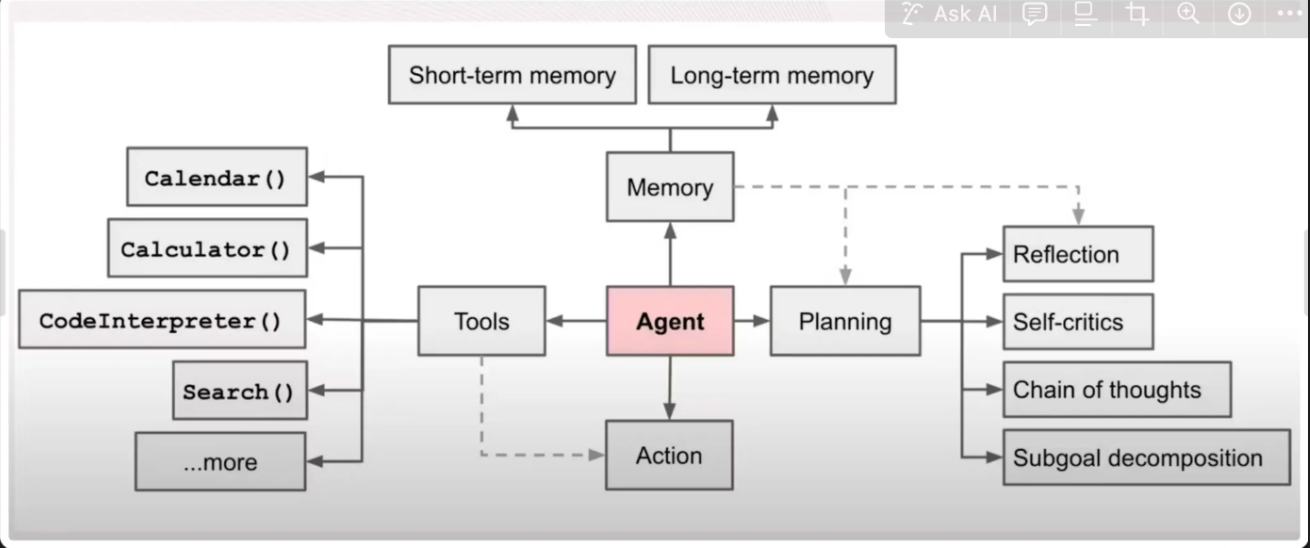 Ask AI
Short-term memory
Long-term memory
Calendar()
Memory
Calculator()
Reflection
CodeInterpreter()
Tools
Agent
Planning
Self-critics
Search()
Chain of thoughts
...more
Action
Subgoal decomposition